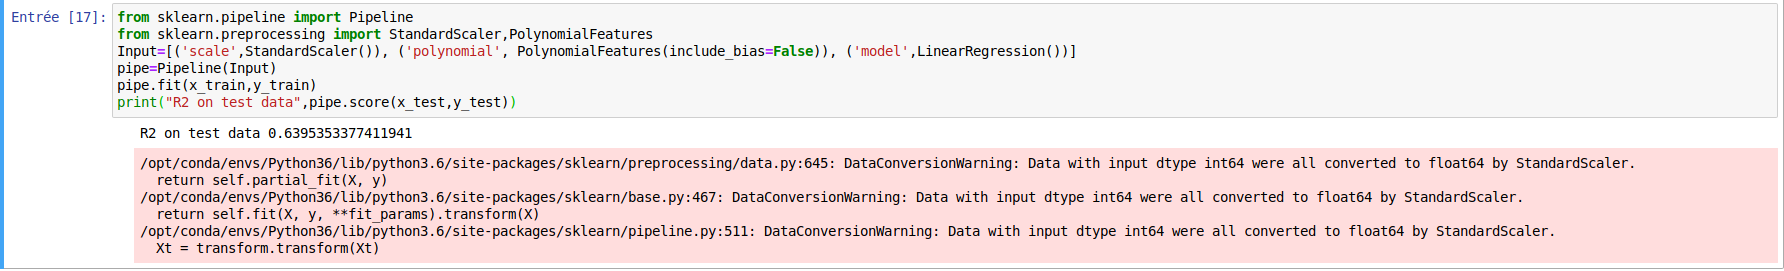 Entrée [17]: from sklearn.pipeline import Pipeline
from sklearn.preprocessing import StandardScaler,PolynomialFeatures
Input=[('scale',StandardScaler()), ('polynomial', PolynomialFeatures(include_bias=False)), ('model',LinearRegression())]
pipe=Pipeline(Input)
pipe.fit(x_train,y_train)
print("R2 on test data",pipe.score(x_test,y_test))
R2 on test data 0.6395353377411941
/opt/conda/envs/Python36/lib/python3.6/site-packages/sklearn/preprocessing/data.py:645: DataConversionWarning: Data with input dtype int64 were all converted to float64 by StandardScaler.
  return self.partial_fit(X, y)
/opt/conda/envs/Python36/lib/python3.6/site-packages/sklearn/base.py:467: DataConversionWarning: Data with input dtype int64 were all converted to float64 by StandardScaler.
  return self.fit(X, y, **fit_params).transform(X)
/opt/conda/envs/Python36/lib/python3.6/site-packages/sklearn/pipeline.py:511: DataConversionWarning: Data with input dtype int64 were all converted to float64 by StandardScaler.
  Xt = transform.transform(Xt)